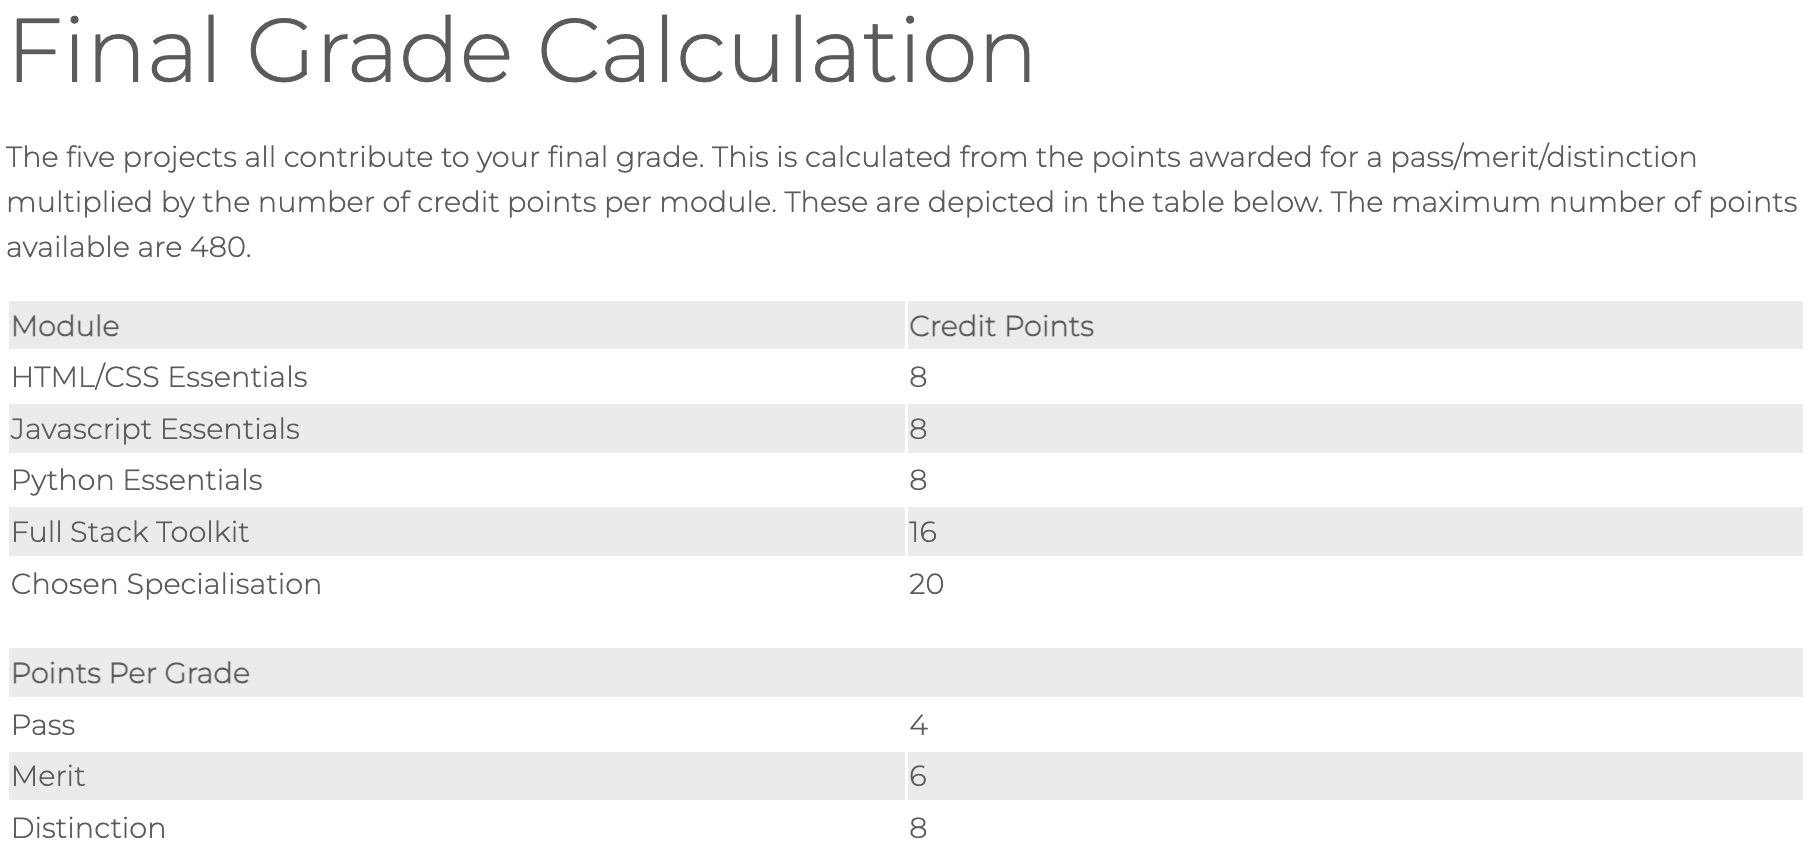 Final Grade Calculation
The five projects all contribute to your final grade. This is calculated from the points awarded for a pass/merit/distinction
multiplied by the number of credit points per module. These are depicted in the table below. The maximum number of points
available are 480.
Module Credit Points
HTML/CSS Essentials 8
Javascript Essentials 8
Python Essentials 8
Full Stack Toolkit 16
Chosen Specialisation 20
Points Per Grade
Pass 4
Merit 6
Distinction 8